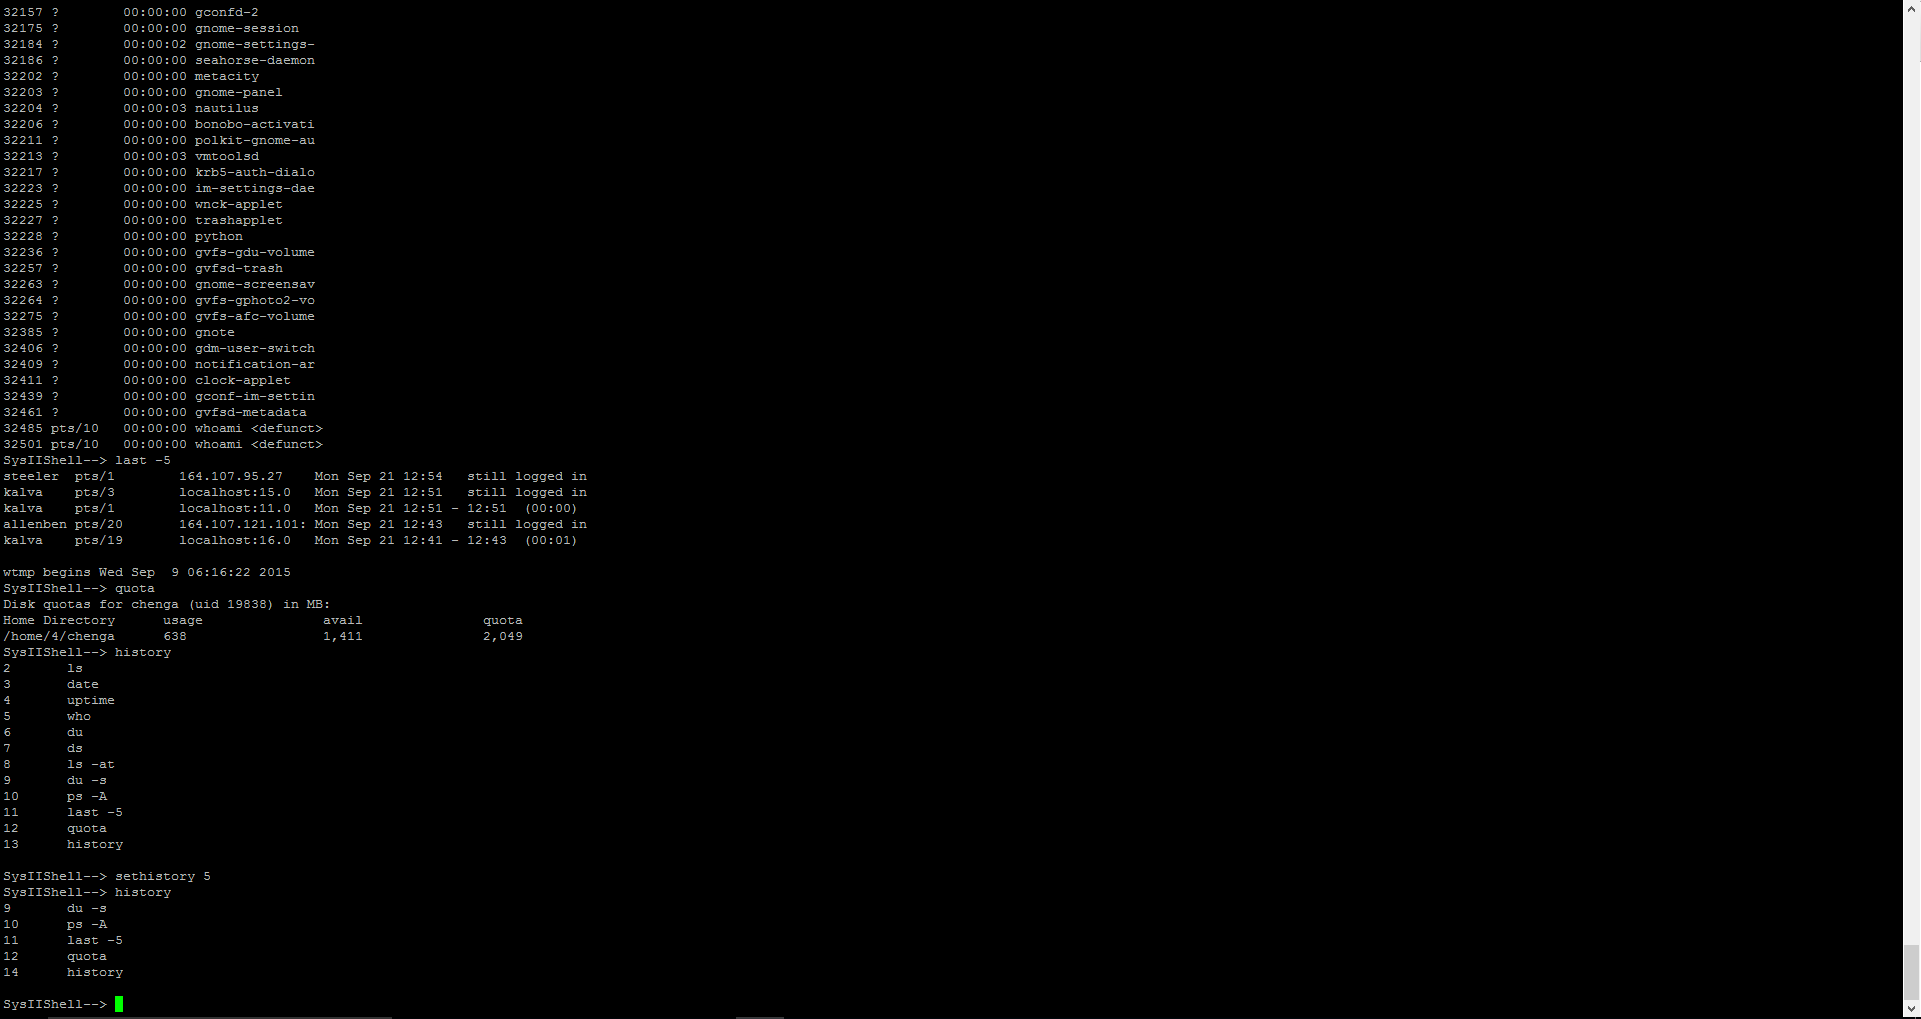 32157 ?        00:00:00 gconfd-2
32175 ?        00:00:00 gnome-session
32184 ?        00:00:02 gnome-settings-
32186 ?        00:00:00 seahorse-daemon
32202 ?        00:00:00 metacity
32203 ?        00:00:00 gnome-panel
32204 ?        00:00:03 nautilus
32206 ?        00:00:00 bonobo-activati
32211 ?        00:00:00 polkit-gnome-au
32213 ?        00:00:03 vmtoolsd
32217 ?        00:00:00 krb5-auth-dialo
32223 ?        00:00:00 im-settings-dae
32225 ?        00:00:00 wnck-applet
32227 ?        00:00:00 trashapplet
32228 ?        00:00:00 python
32236 ?        00:00:00 gvfs-gdu-volume
32257 ?        00:00:00 gvfsd-trash
32263 ?        00:00:00 gnome-screensav
32264 ?        00:00:00 gvfs-gphoto2-vo
32275 ?        00:00:00 gvfs-afc-volume
32385 ?        00:00:00 gnote
32406 ?        00:00:00 gdm-user-switch
32409 ?        00:00:00 notification-ar
32411 ?        00:00:00 clock-applet
32439 ?        00:00:00 gconf-im-settin
32461 ?        00:00:00 gvfsd-metadata
32485 pts/10   00:00:00 whoami <defunct>
32501 pts/10   00:00:00 whoami <defunct>
SysIIShell--> last -5
steeler  pts/1        164.107.95.27    Mon Sep 21 12:54   still logged in
kalva    pts/3        localhost:15.0   Mon Sep 21 12:51   still logged in
kalva    pts/1        localhost:11.0   Mon Sep 21 12:51 - 12:51  (00:00)
allenben pts/20       164.107.121.101: Mon Sep 21 12:43   still logged in
kalva    pts/19       localhost:16.0   Mon Sep 21 12:41 - 12:43  (00:01)
wtmp begins Wed Sep  9 06:16:22 2015
SysIIShell--> quota
Disk quotas for chenga (uid 19838) in MB:
Home Directory      usage               avail               quota
/home/4/chenga      638                 1,411               2,049
SysIIShell--> history
2       ls
3       date
4       uptime
5       who
6       du
7       ds
8       ls -at
9       du -s
10      ps -A
11      last -5
12      quota
13      history
SysIIShell--> sethistory 5
SysIIShell--> history
9       du -s
10      ps -A
11      last -5
12      quota
14      history
SysIIShell-->